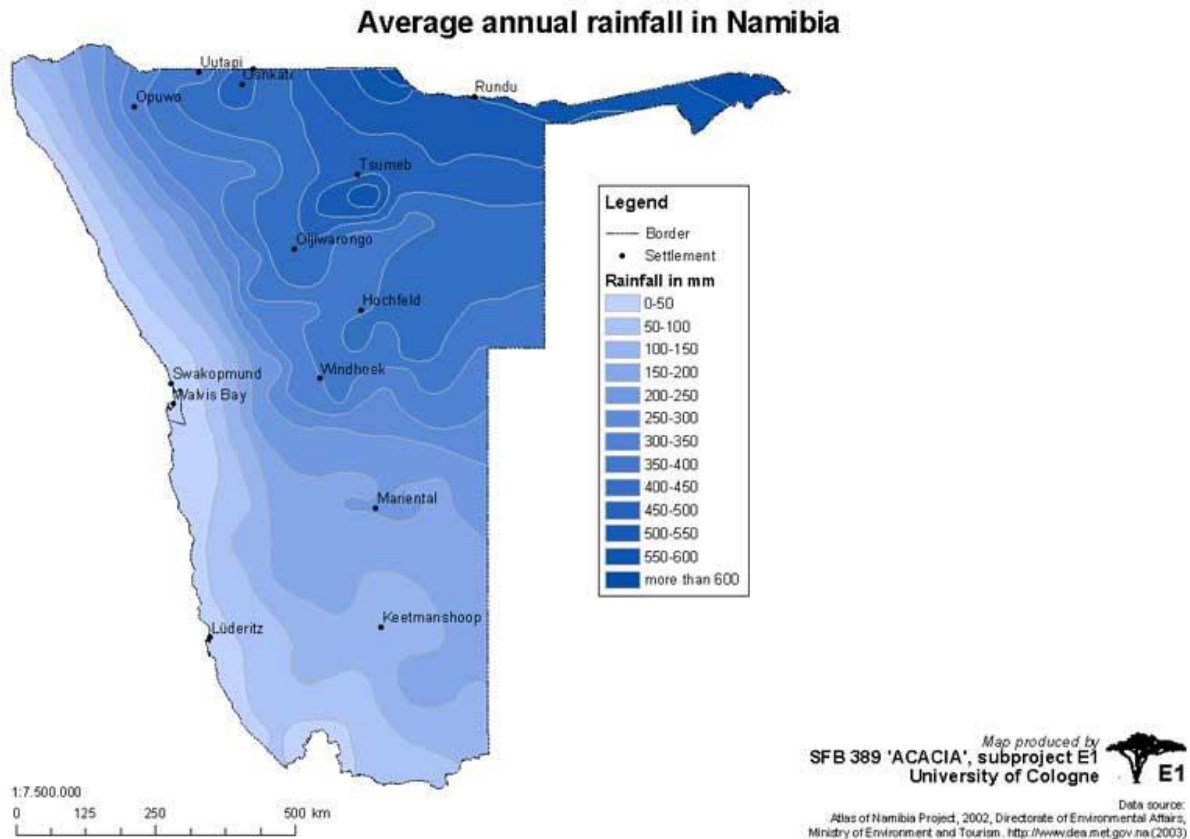 Average annual rainfall in Namibia
Uutapi
Oshkati
Opuwo
Rundu
Tsumeb
Otjiwarongo
Hochfeld
Windhoek
Swakopmund
Walvis Bay
Mariental
Keetmanshoop
Lüderitz
Legend
Border
Settlement
Rainfall in mm
0-50
50-100
100-150
150-200
200-250
250-300
300-350
350-400
400-450
450-500
500-550
550-600
more than 600
1:7.500.000
0 125 250 500 km
Map produced by
SFB 389 'ACACIA', subproject E1
University of Cologne
E1
Data source:
Atlas of Namibia Project, 2002, Directorate of Environmental Affairs,
Ministry of Environment and Tourism. http://www.dea.met.gov.na (2003)